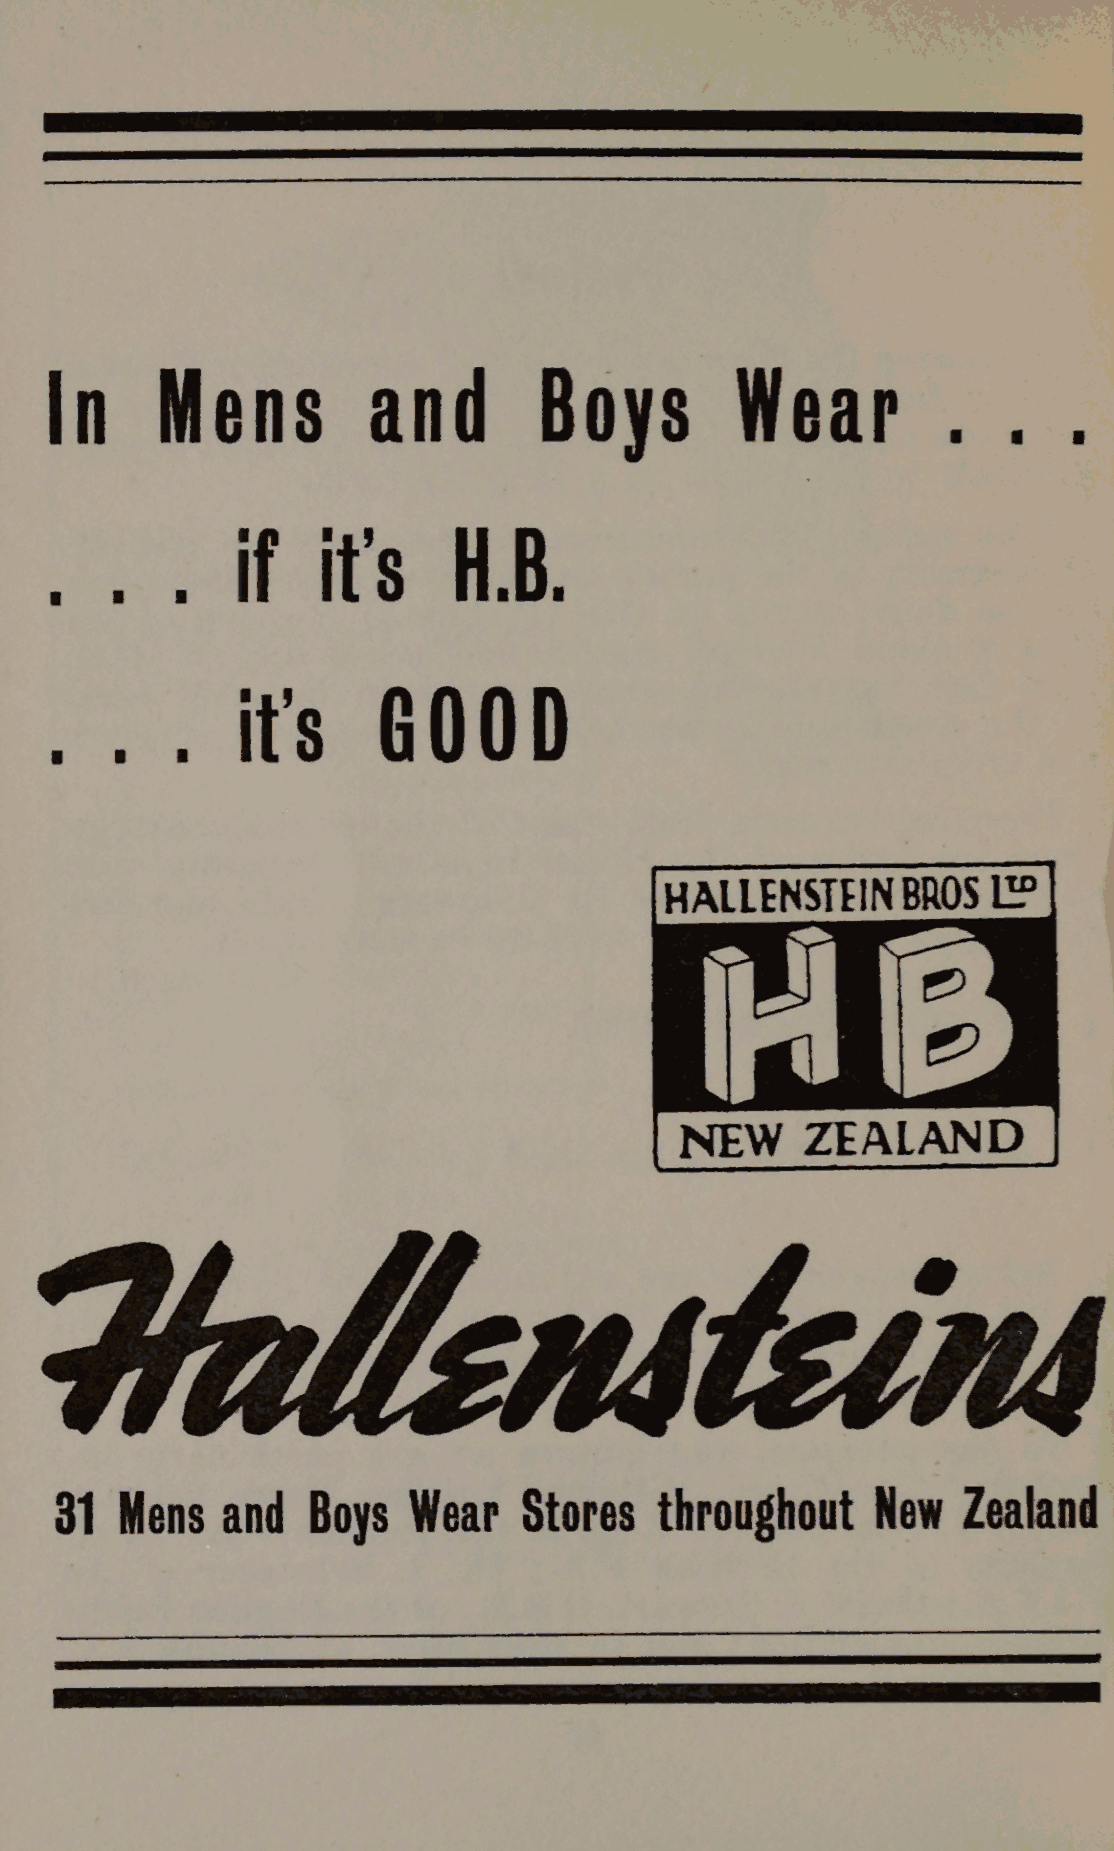 In Mens and Boys Wear . . .
. . . if it's H.B.
. . . it's GOOD
HALLENSTEIN BROS LTD
HB
NEW ZEALAND
Hallensteins
31 Mens and Boys Wear Stores throughout New Zealand